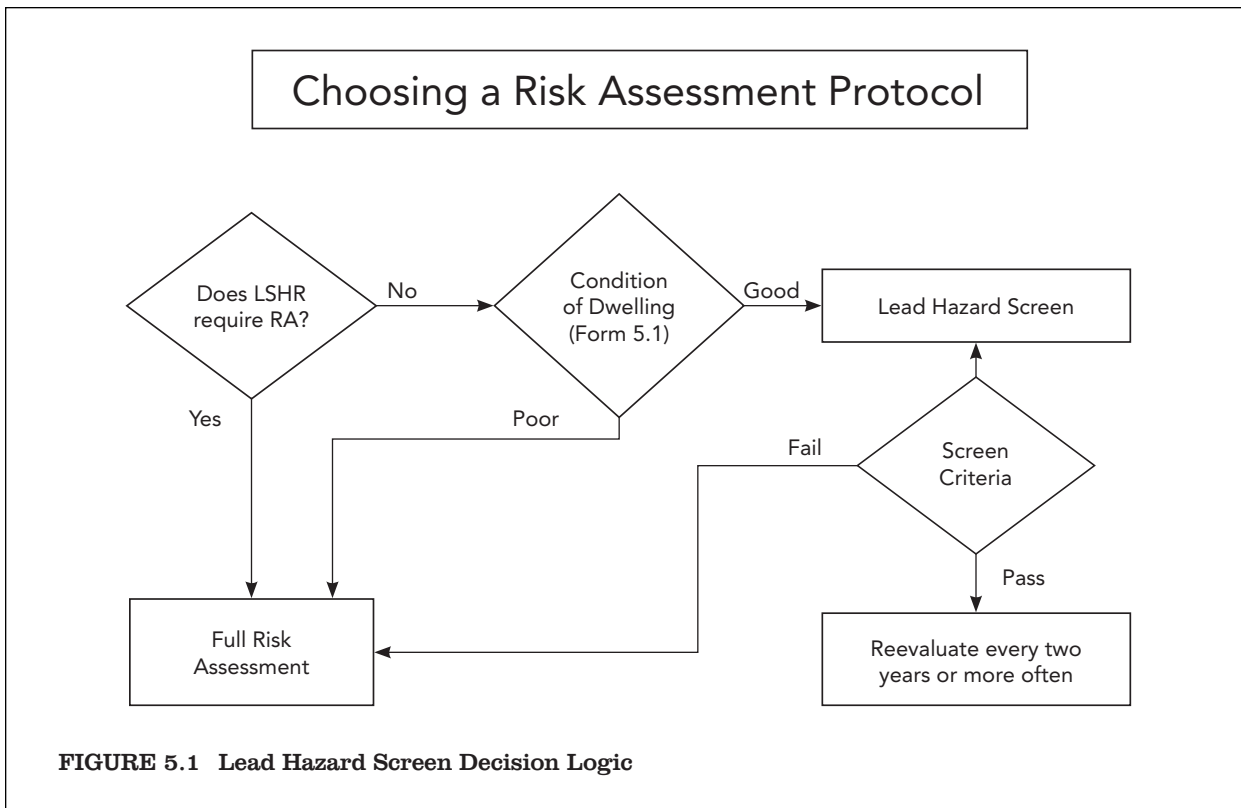 Choosing a Risk Assessment Protocol
Does LSHR
require RA?
No
Condition
of Dwelling
(Form 5.1)
Good
Lead Hazard Screen
Yes
Poor
Fail
Screen
Criteria
Pass
Full Risk
Assessment
Reevaluate every two
years or more often
FIGURE 5.1 Lead Hazard Screen Decision Logic